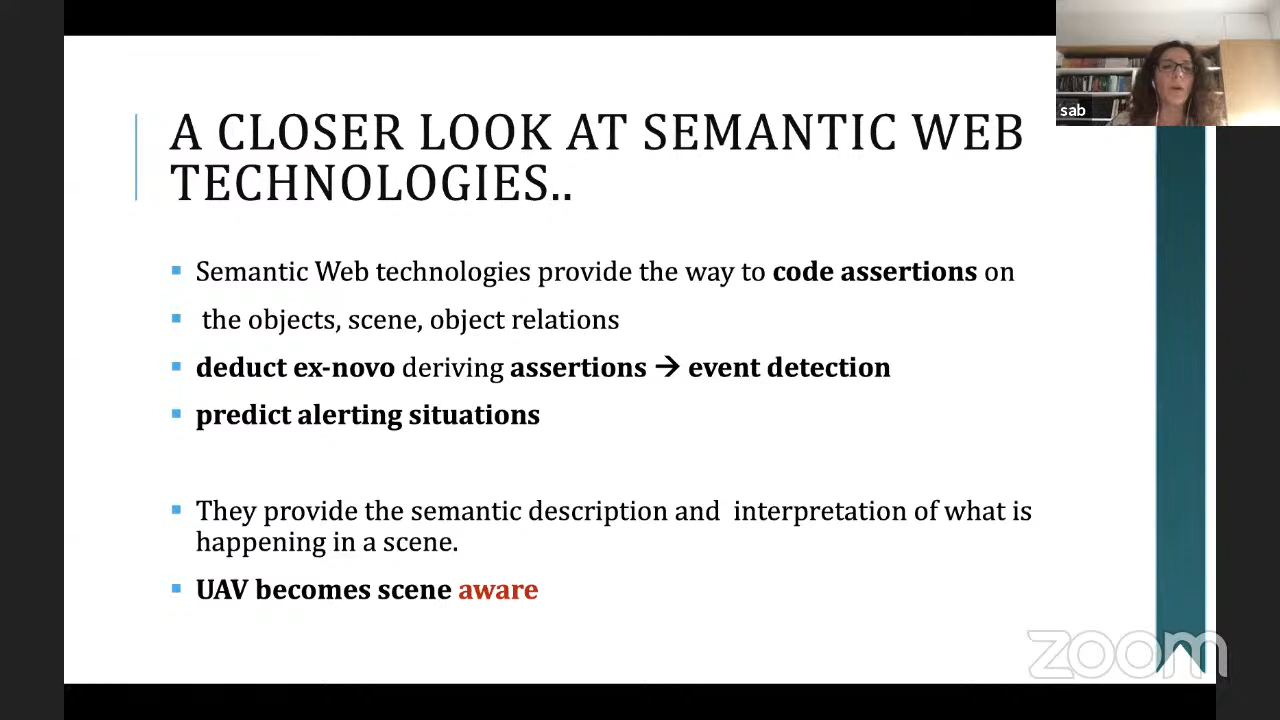 sab
A CLOSER LOOK AT SEMANTIC WEB
TECHNOLOGIES..
Semantic Web technologies provide the way to code assertions on
the objects, scene, object relations
deduct ex-novo deriving assertions → event detection
predict alerting situations
They provide the semantic description and interpretation of what is
happening in a scene.
UAV becomes scene aware
zoom